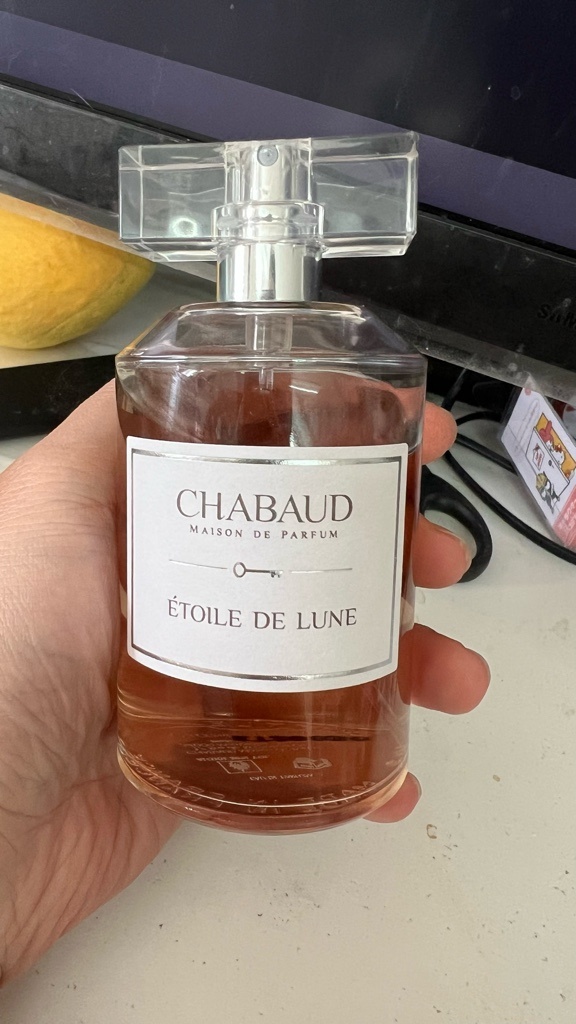 CHABAUD
MAISON DE PARFUM
ÉTOILE DE LUNE